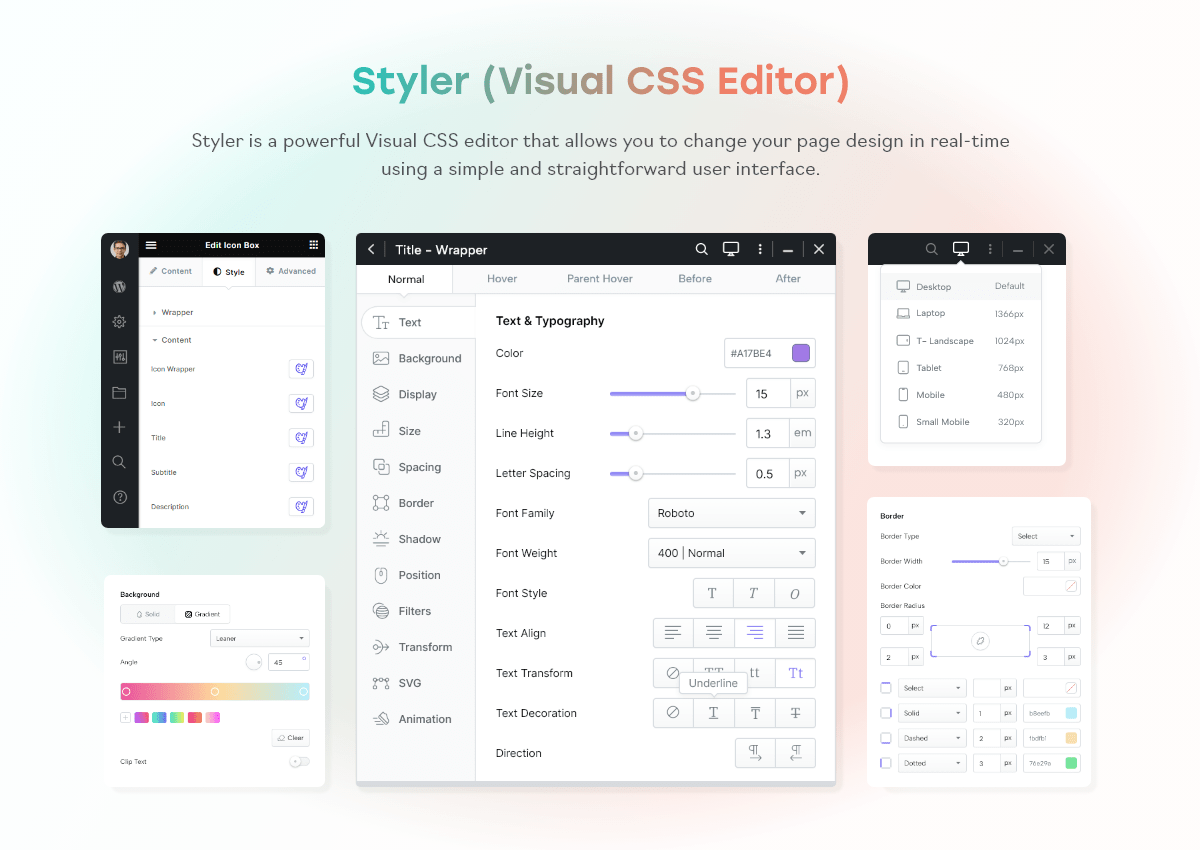 Styler (Visual CSS Editor)
Styler is a powerful Visual CSS editor that allows you to change your page design in real-time
using a simple and straightforward user interface.
Edit Icon Box
Content
Style
Advanced
Wrapper
Content
Icon Wrapper
Icon
Title
Subtitle
Description
Background
Solid
Gradient
Gradient Type
Leaner
Angle
45
°
Clear
Clip Text
Title - Wrapper
Normal
Hover
Parent Hover
Before
After
Text
Background
Display
Size
Spacing
Border
Shadow
Position
Filters
Transform
SVG
Animation
Text & Typography
Color
#A17BE4
Font Size
15
px
Line Height
1.3
em
Letter Spacing
0.5
px
Font Family
Roboto
Font Weight
400 | Normal
Font Style
T
T
O
Text Align
Text Transform
TT
tt
Tt
Underline
Text Decoration
T
T
T
Direction
Desktop
Default
Laptop
1366px
T- Landscape
1024px
Tablet
768px
Mobile
480px
Small Mobile
320px
Border
Border Type
Select
Border Width
15
px
Border Color
Border Radius
0
px
12
px
2
px
3
px
Select
px
Solid
1
px
b8eefb
Dashed
2
px
Dotted
3
px
76e29a